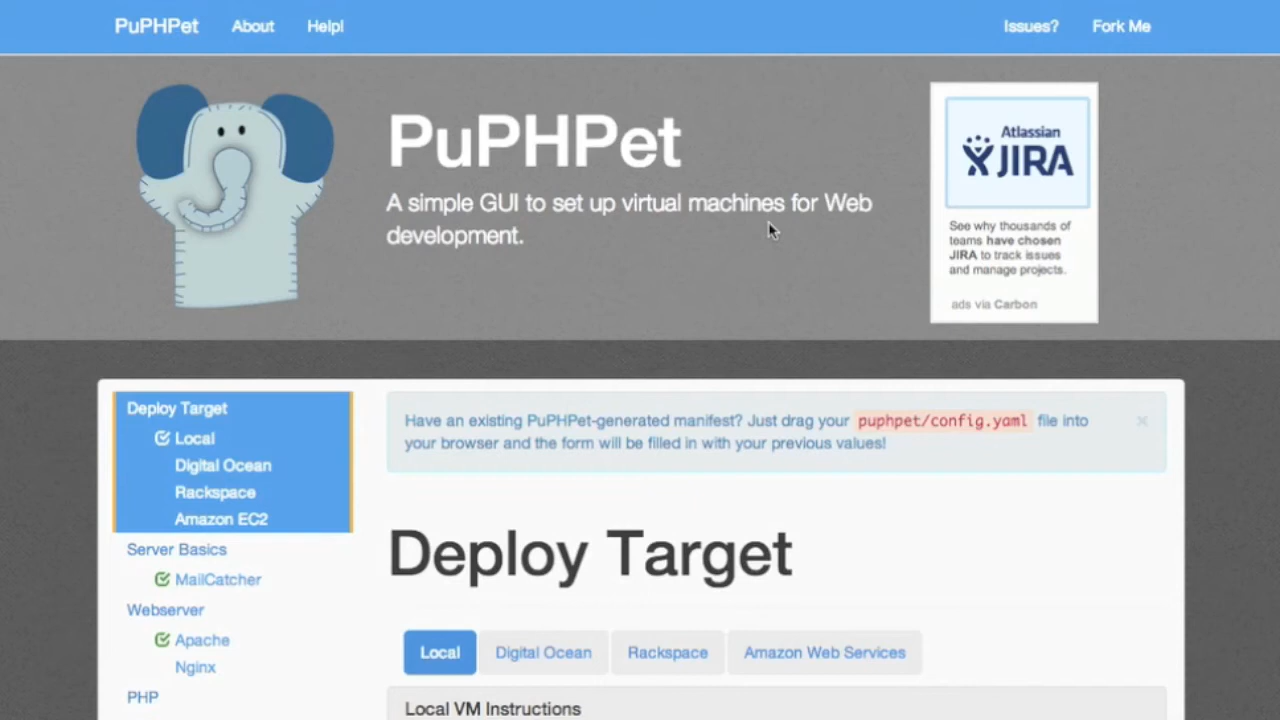 PuPHPet About Help! Issues? Fork Me
PuPHPet
A simple GUI to set up virtual machines for Web
development.
Atlassian
JIRA
See why thousands of
teams have chosen
JIRA to track issues
and manage projects.
ads via Carbon
Deploy Target
Local
Digital Ocean
Rackspace
Amazon EC2
Server Basics
MailCatcher
Webserver
Apache
Nginx
PHP
Have an existing PuPHPet-generated manifest? Just drag your puphpet/config.yaml file into
your browser and the form will be filled in with your previous values!
×
Deploy Target
Local Digital Ocean Rackspace Amazon Web Services
Local VM Instructions